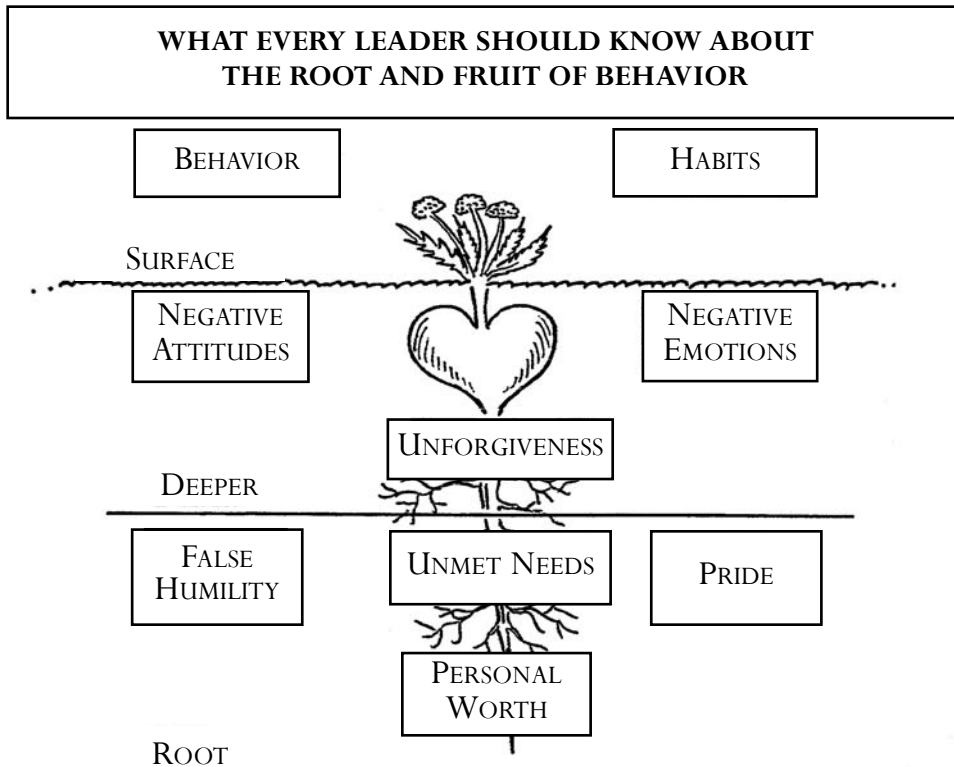 WHAT EVERY LEADER SHOULD KNOW ABOUT
THE ROOT AND FRUIT OF BEHAVIOR
BEHAVIOR
HABITS
SURFACE
NEGATIVE
ATTITUDES
NEGATIVE
EMOTIONS
UNFORGIVENESS
DEEPER
FALSE
HUMILITY
UNMET NEEDS
PRIDE
PERSONAL
WORTH
ROOT